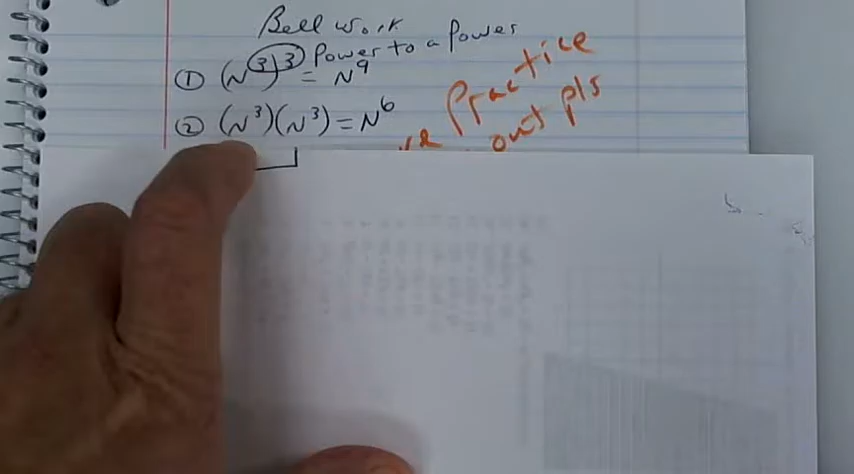 Bell work
① (N³)³ = N⁹ Power to a Power
② (N³)(N³) = N⁶
Practice
out pls